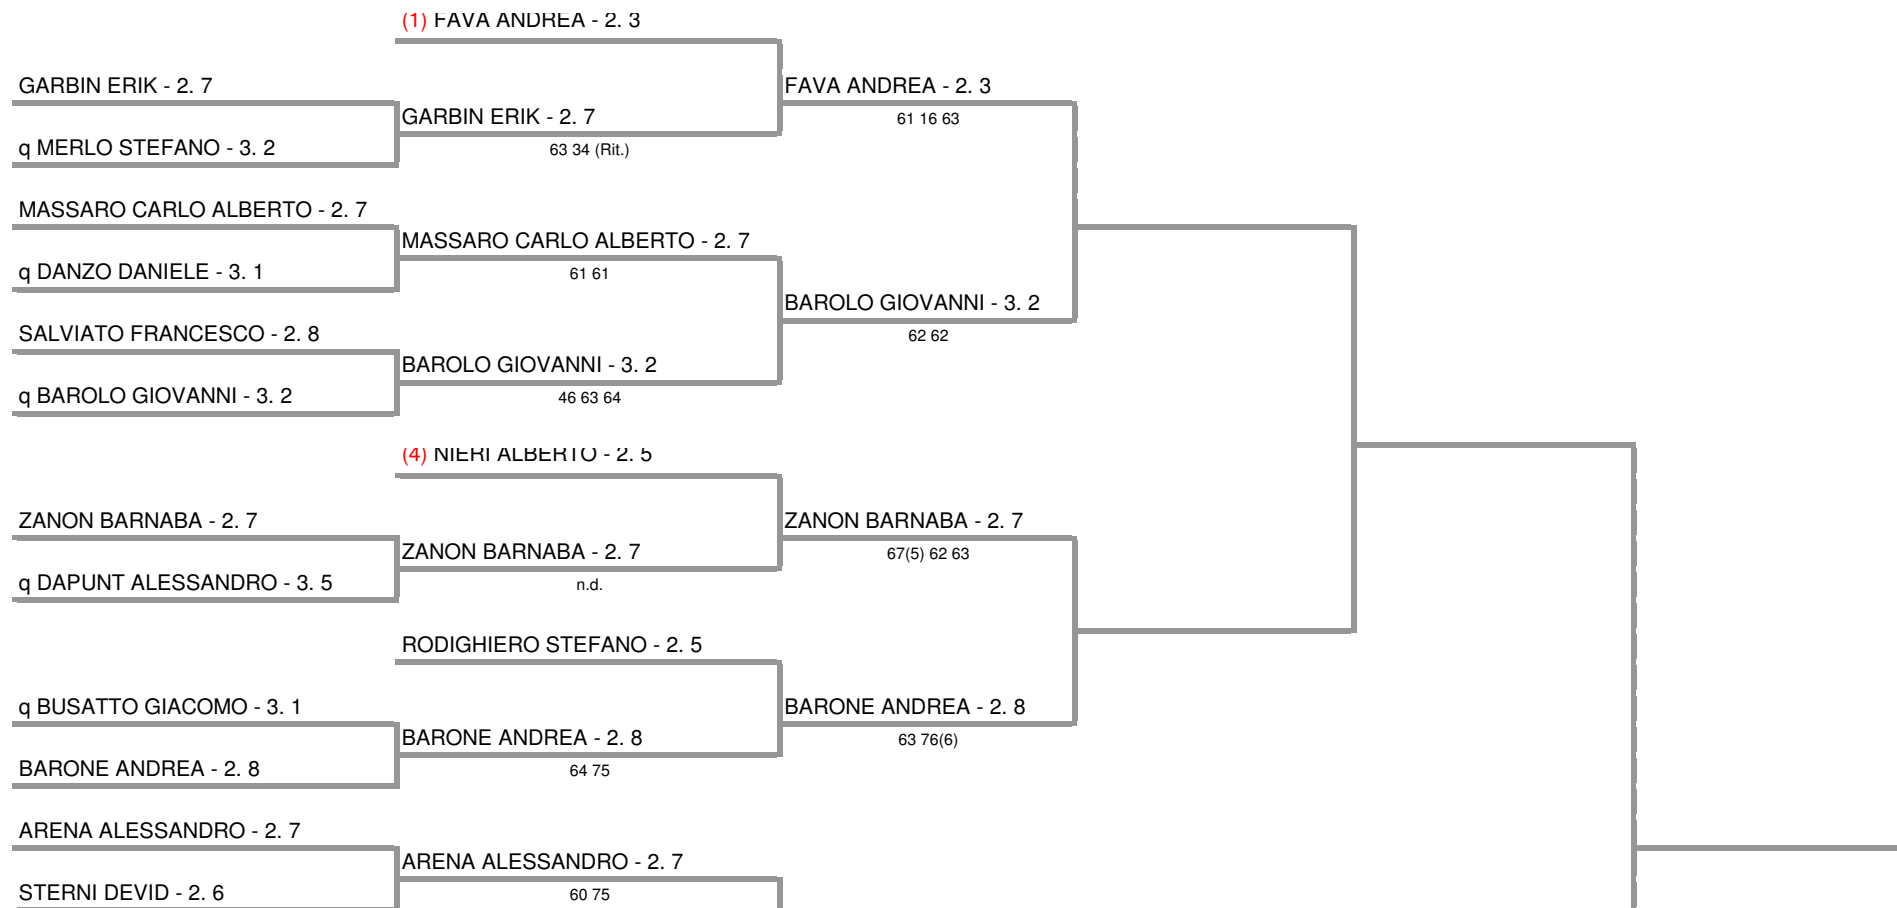 (1) FAVA ANDREA - 2. 3
GARBIN ERIK - 2. 7
FAVA ANDREA - 2. 3
GARBIN ERIK - 2. 7
61 16 63
q MERLO STEFANO - 3. 2
63 34 (Rit.)
MASSARO CARLO ALBERTO - 2. 7
MASSARO CARLO ALBERTO - 2. 7
q DANZO DANIELE - 3. 1
61 61
BAROLO GIOVANNI - 3. 2
SALVIATO FRANCESCO - 2. 8
62 62
BAROLO GIOVANNI - 3. 2
q BAROLO GIOVANNI - 3. 2
46 63 64
(4) NIERI ALBERTO - 2. 5
ZANON BARNABA - 2. 7
ZANON BARNABA - 2. 7
ZANON BARNABA - 2. 7
67(5) 62 63
q DAPUNT ALESSANDRO - 3. 5
n.d.
RODIGHIERO STEFANO - 2. 5
q BUSATTO GIACOMO - 3. 1
BARONE ANDREA - 2. 8
BARONE ANDREA - 2. 8
63 76(6)
BARONE ANDREA - 2. 8
64 75
ARENA ALESSANDRO - 2. 7
ARENA ALESSANDRO - 2. 7
STERNI DEVID - 2. 6
60 75